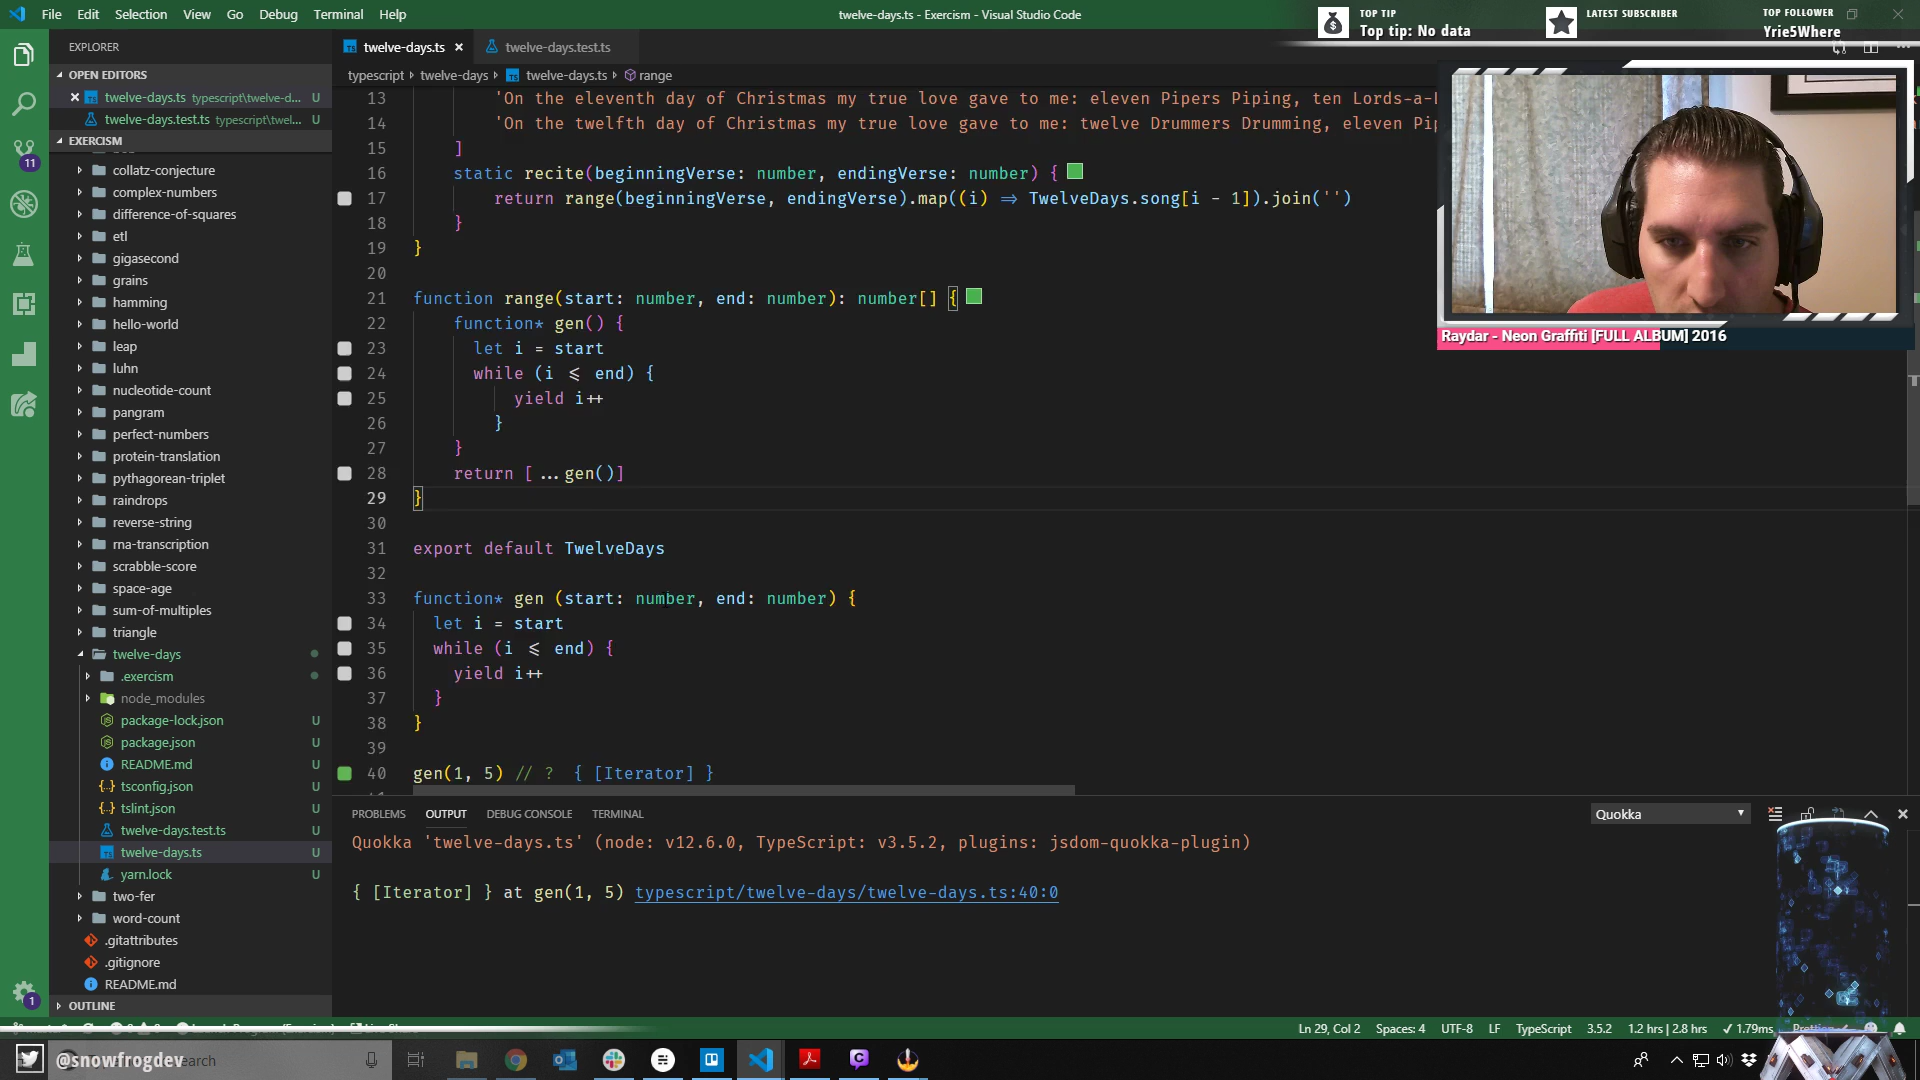 File Edit Selection View Go Debug Terminal Help
twelve-days.ts - Exercism - Visual Studio Code
TOP TIP
Top tip: No data
LATEST SUBSCRIBER
TOP FOLLOWER
Yrie5Where
EXPLORER
OPEN EDITORS
twelve-days.ts typescript\twelve-d... U
twelve-days.test.ts typescript\twel... U
EXERCISM
collatz-conjecture
complex-numbers
difference-of-squares
etl
gigasecond
grains
hamming
hello-world
leap
luhn
nucleotide-count
pangram
perfect-numbers
protein-translation
pythagorean-triplet
raindrops
reverse-string
rna-transcription
scrabble-score
space-age
sum-of-multiples
triangle
twelve-days
.exercism
node_modules
package-lock.json U
package.json U
README.md U
tsconfig.json U
tslint.json U
twelve-days.test.ts U
twelve-days.ts U
yarn.lock U
two-fer
word-count
.gitattributes
.gitignore
README.md
OUTLINE
11
1
twelve-days.ts twelve-days.test.ts
typescript twelve-days twelve-days.ts range
13 'On the eleventh day of Christmas my true love gave to me: eleven Pipers Piping, ten Lords-a-
14 'On the twelfth day of Christmas my true love gave to me: twelve Drummers Drumming, eleven Pip
15 ]
16 static recite(beginningVerse: number, endingVerse: number) {
17 return range(beginningVerse, endingVerse).map((i) => TwelveDays.song[i - 1]).join('')
18 }
19 }
20
21 function range(start: number, end: number): number[] {
22 function* gen() {
23 let i = start
24 while (i <= end) {
25 yield i++
26 }
27 }
28 return [...gen()]
29 }
30
31 export default TwelveDays
32
33 function* gen (start: number, end: number) {
34 let i = start
35 while (i <= end) {
36 yield i++
37 }
38 }
39
40 gen(1, 5) // ? { [Iterator] }
Raydar - Neon Graffiti [FULL ALBUM] 2016
PROBLEMS OUTPUT DEBUG CONSOLE TERMINAL
Quokka
Quokka 'twelve-days.ts' (node: v12.6.0, TypeScript: v3.5.2, plugins: jsdom-quokka-plugin)
{ [Iterator] } at gen(1, 5) typescript/twelve-days/twelve-days.ts:40:0
Ln 29, Col 2 Spaces: 4 UTF-8 LF TypeScript 3.5.2 1.2 hrs | 2.8 hrs ✓ 1.79ms
@snowfrogdev